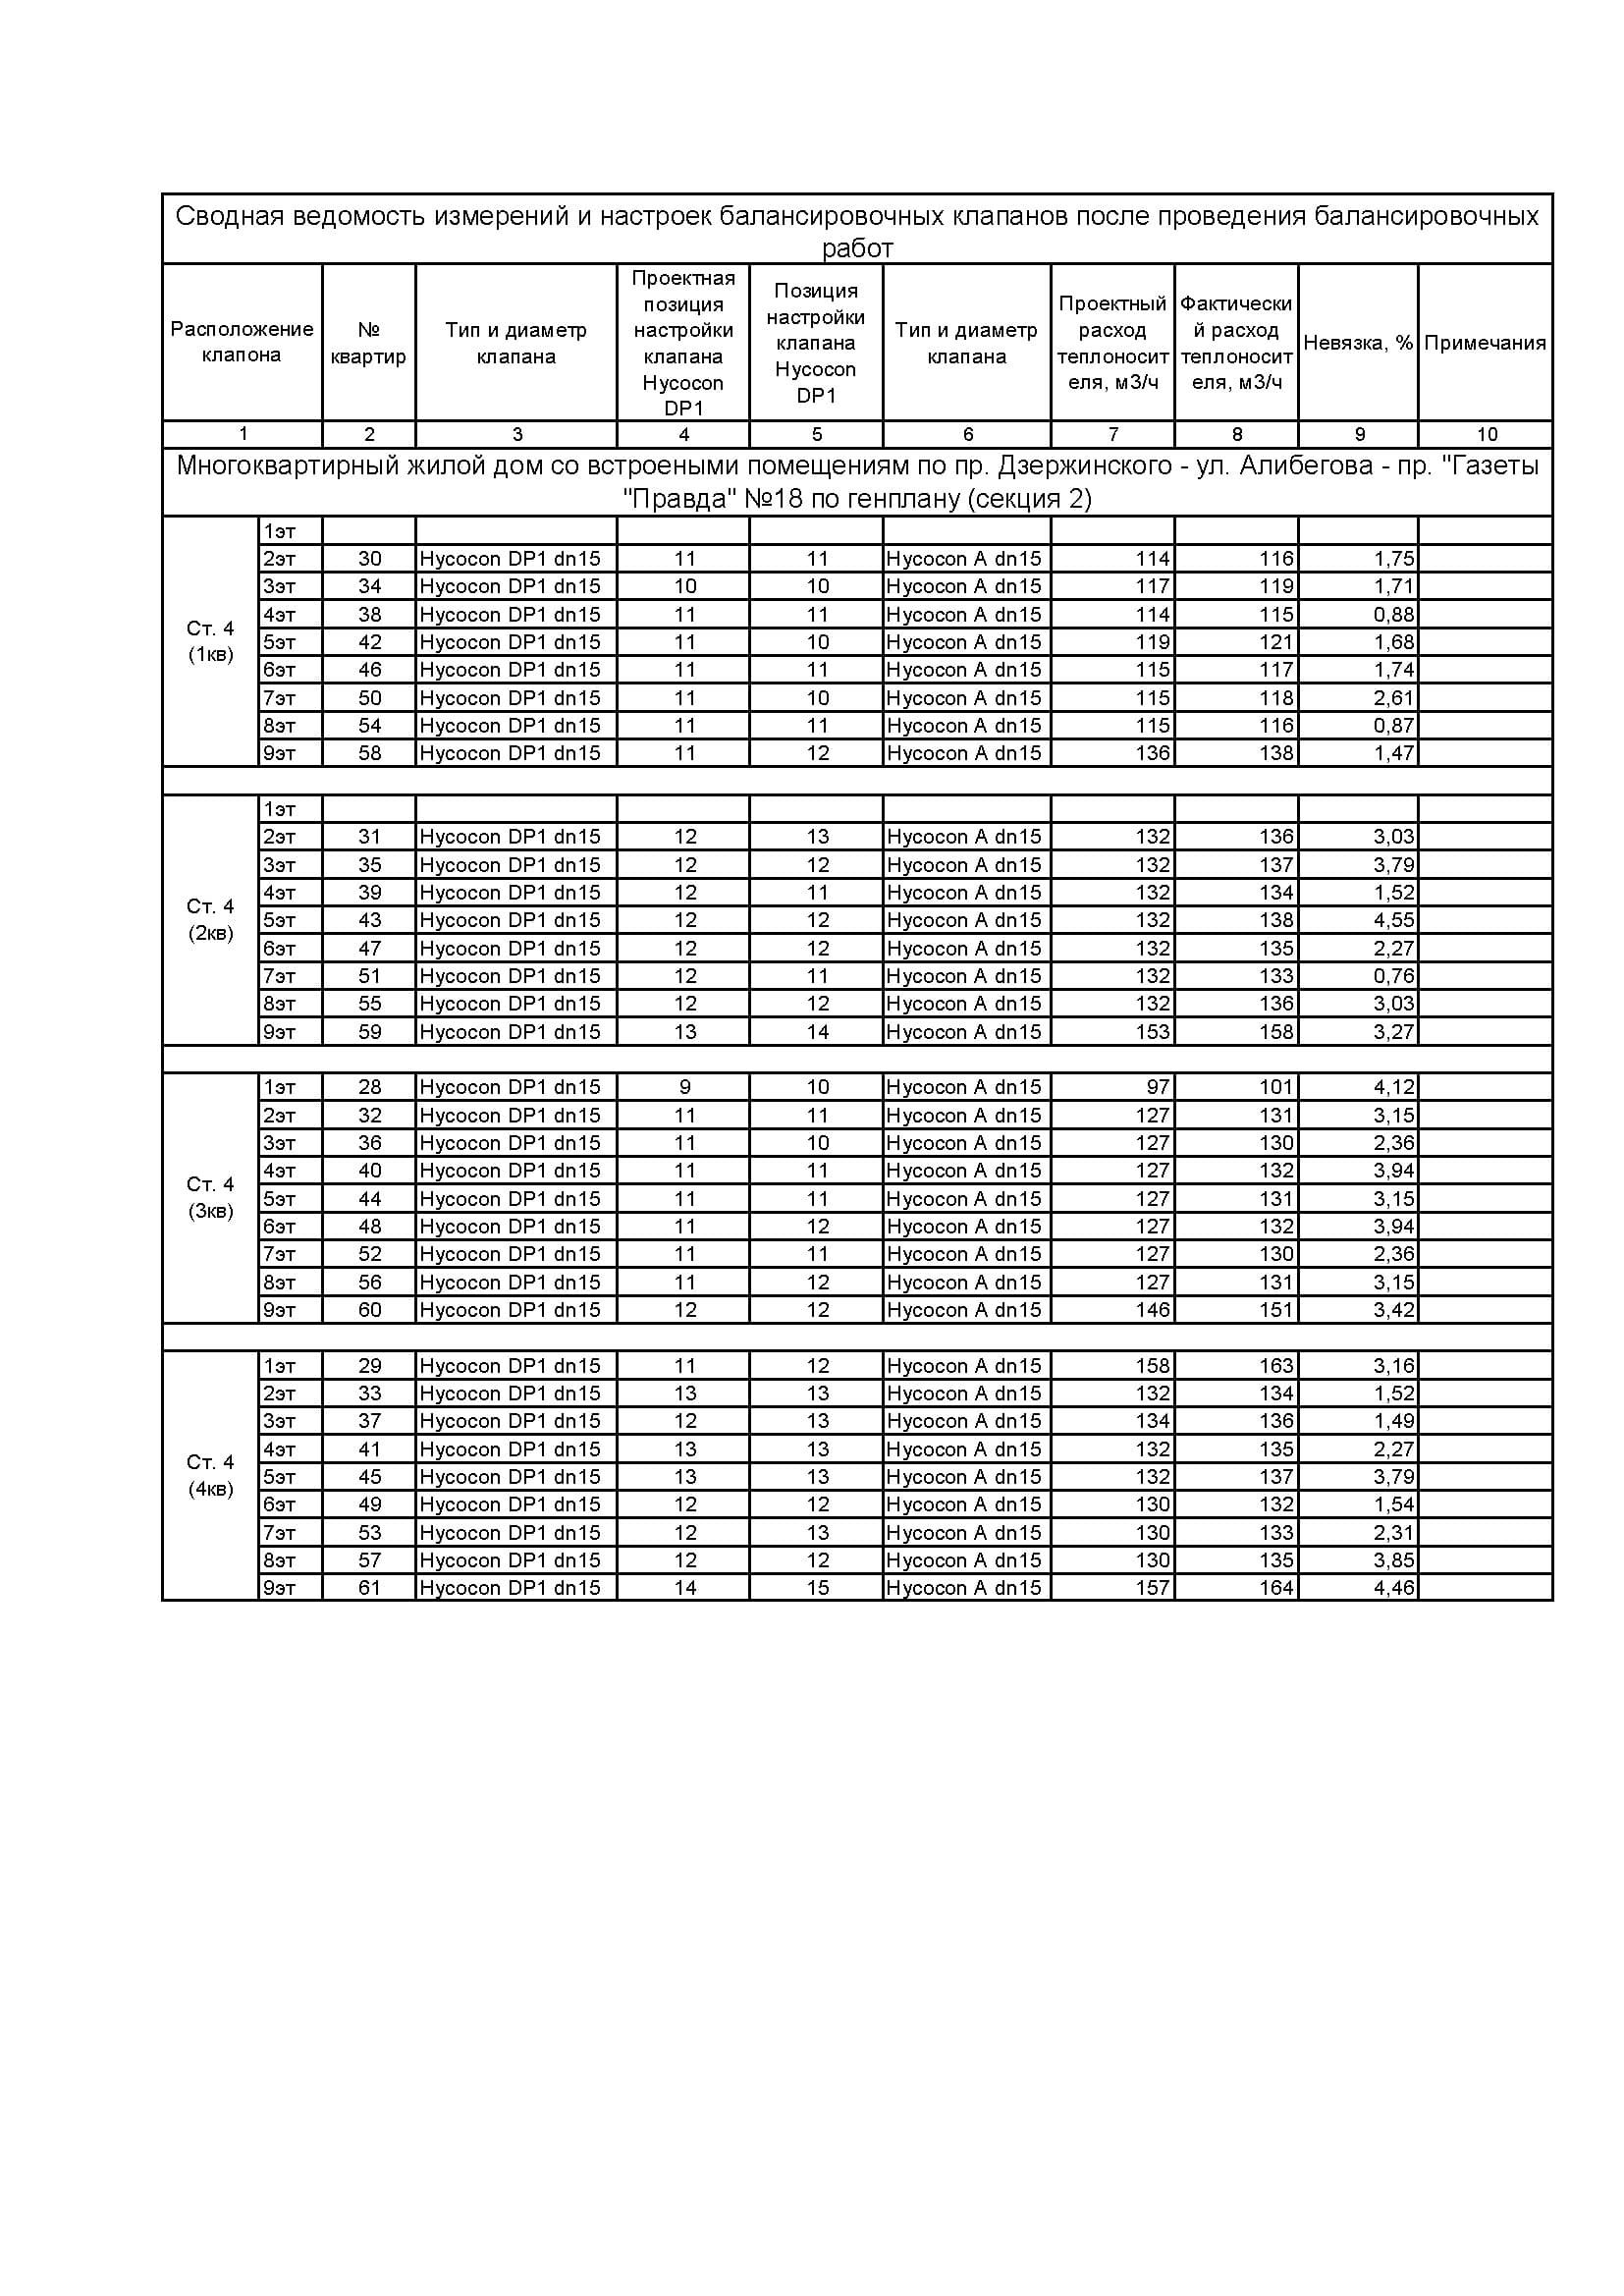 Сводная ведомость измерений и настроек балансировочных клапанов после проведения балансировочных
работ
Расположение клапона № квартир Тип и диаметр клапана Проектная позиция настройки клапана Hycocon DP1 Позиция настройки клапана Hycocon DP1 Тип и диаметр клапана Проектный расход теплоносит еля, м3/ч Фактически й расход теплоносит еля, м3/ч Невязка, % Примечания
1 2 3 4 5 6 7 8 9 10
Многоквартирный жилой дом со встроеными помещениям по пр. Дзержинского - ул. Алибегова - пр. "Газеты
"Правда" №18 по генплану (секция 2)
Ст. 4
(1кв)
1эт
2эт 30 Hycocon DP1 dn15 11 11 Hycocon A dn15 114 116 1,75
3эт 34 Hycocon DP1 dn15 10 10 Hycocon A dn15 117 119 1,71
4эт 38 Hycocon DP1 dn15 11 11 Hycocon A dn15 114 115 0,88
5эт 42 Hycocon DP1 dn15 11 10 Hycocon A dn15 119 121 1,68
6эт 46 Hycocon DP1 dn15 11 11 Hycocon A dn15 115 117 1,74
7эт 50 Hycocon DP1 dn15 11 10 Hycocon A dn15 115 118 2,61
8эт 54 Hycocon DP1 dn15 11 11 Hycocon A dn15 115 116 0,87
9эт 58 Hycocon DP1 dn15 11 12 Hycocon A dn15 136 138 1,47
Ст. 4
(2кв)
1эт
2эт 31 Hycocon DP1 dn15 12 13 Hycocon A dn15 132 136 3,03
3эт 35 Hycocon DP1 dn15 12 12 Hycocon A dn15 132 137 3,79
4эт 39 Hycocon DP1 dn15 12 11 Hycocon A dn15 132 134 1,52
5эт 43 Hycocon DP1 dn15 12 12 Hycocon A dn15 132 138 4,55
6эт 47 Hycocon DP1 dn15 12 12 Hycocon A dn15 132 135 2,27
7эт 51 Hycocon DP1 dn15 12 11 Hycocon A dn15 132 133 0,76
8эт 55 Hycocon DP1 dn15 12 12 Hycocon A dn15 132 136 3,03
9эт 59 Hycocon DP1 dn15 13 14 Hycocon A dn15 153 158 3,27
Ст. 4
(3кв)
1эт 28 Hycocon DP1 dn15 9 10 Hycocon A dn15 97 101 4,12
2эт 32 Hycocon DP1 dn15 11 11 Hycocon A dn15 127 131 3,15
3эт 36 Hycocon DP1 dn15 11 10 Hycocon A dn15 127 130 2,36
4эт 40 Hycocon DP1 dn15 11 11 Hycocon A dn15 127 132 3,94
5эт 44 Hycocon DP1 dn15 11 11 Hycocon A dn15 127 131 3,15
6эт 48 Hycocon DP1 dn15 11 12 Hycocon A dn15 127 132 3,94
7эт 52 Hycocon DP1 dn15 11 11 Hycocon A dn15 127 130 2,36
8эт 56 Hycocon DP1 dn15 11 12 Hycocon A dn15 127 131 3,15
9эт 60 Hycocon DP1 dn15 12 12 Hycocon A dn15 146 151 3,42
Ст. 4
(4кв)
1эт 29 Hycocon DP1 dn15 11 12 Hycocon A dn15 158 163 3,16
2эт 33 Hycocon DP1 dn15 13 13 Hycocon A dn15 132 134 1,52
3эт 37 Hycocon DP1 dn15 12 13 Hycocon A dn15 134 136 1,49
4эт 41 Hycocon DP1 dn15 13 13 Hycocon A dn15 132 135 2,27
5эт 45 Hycocon DP1 dn15 13 13 Hycocon A dn15 132 137 3,79
6эт 49 Hycocon DP1 dn15 12 12 Hycocon A dn15 130 132 1,54
7эт 53 Hycocon DP1 dn15 12 13 Hycocon A dn15 130 133 2,31
8эт 57 Hycocon DP1 dn15 12 12 Hycocon A dn15 130 135 3,85
9эт 61 Hycocon DP1 dn15 14 15 Hycocon A dn15 157 164 4,46